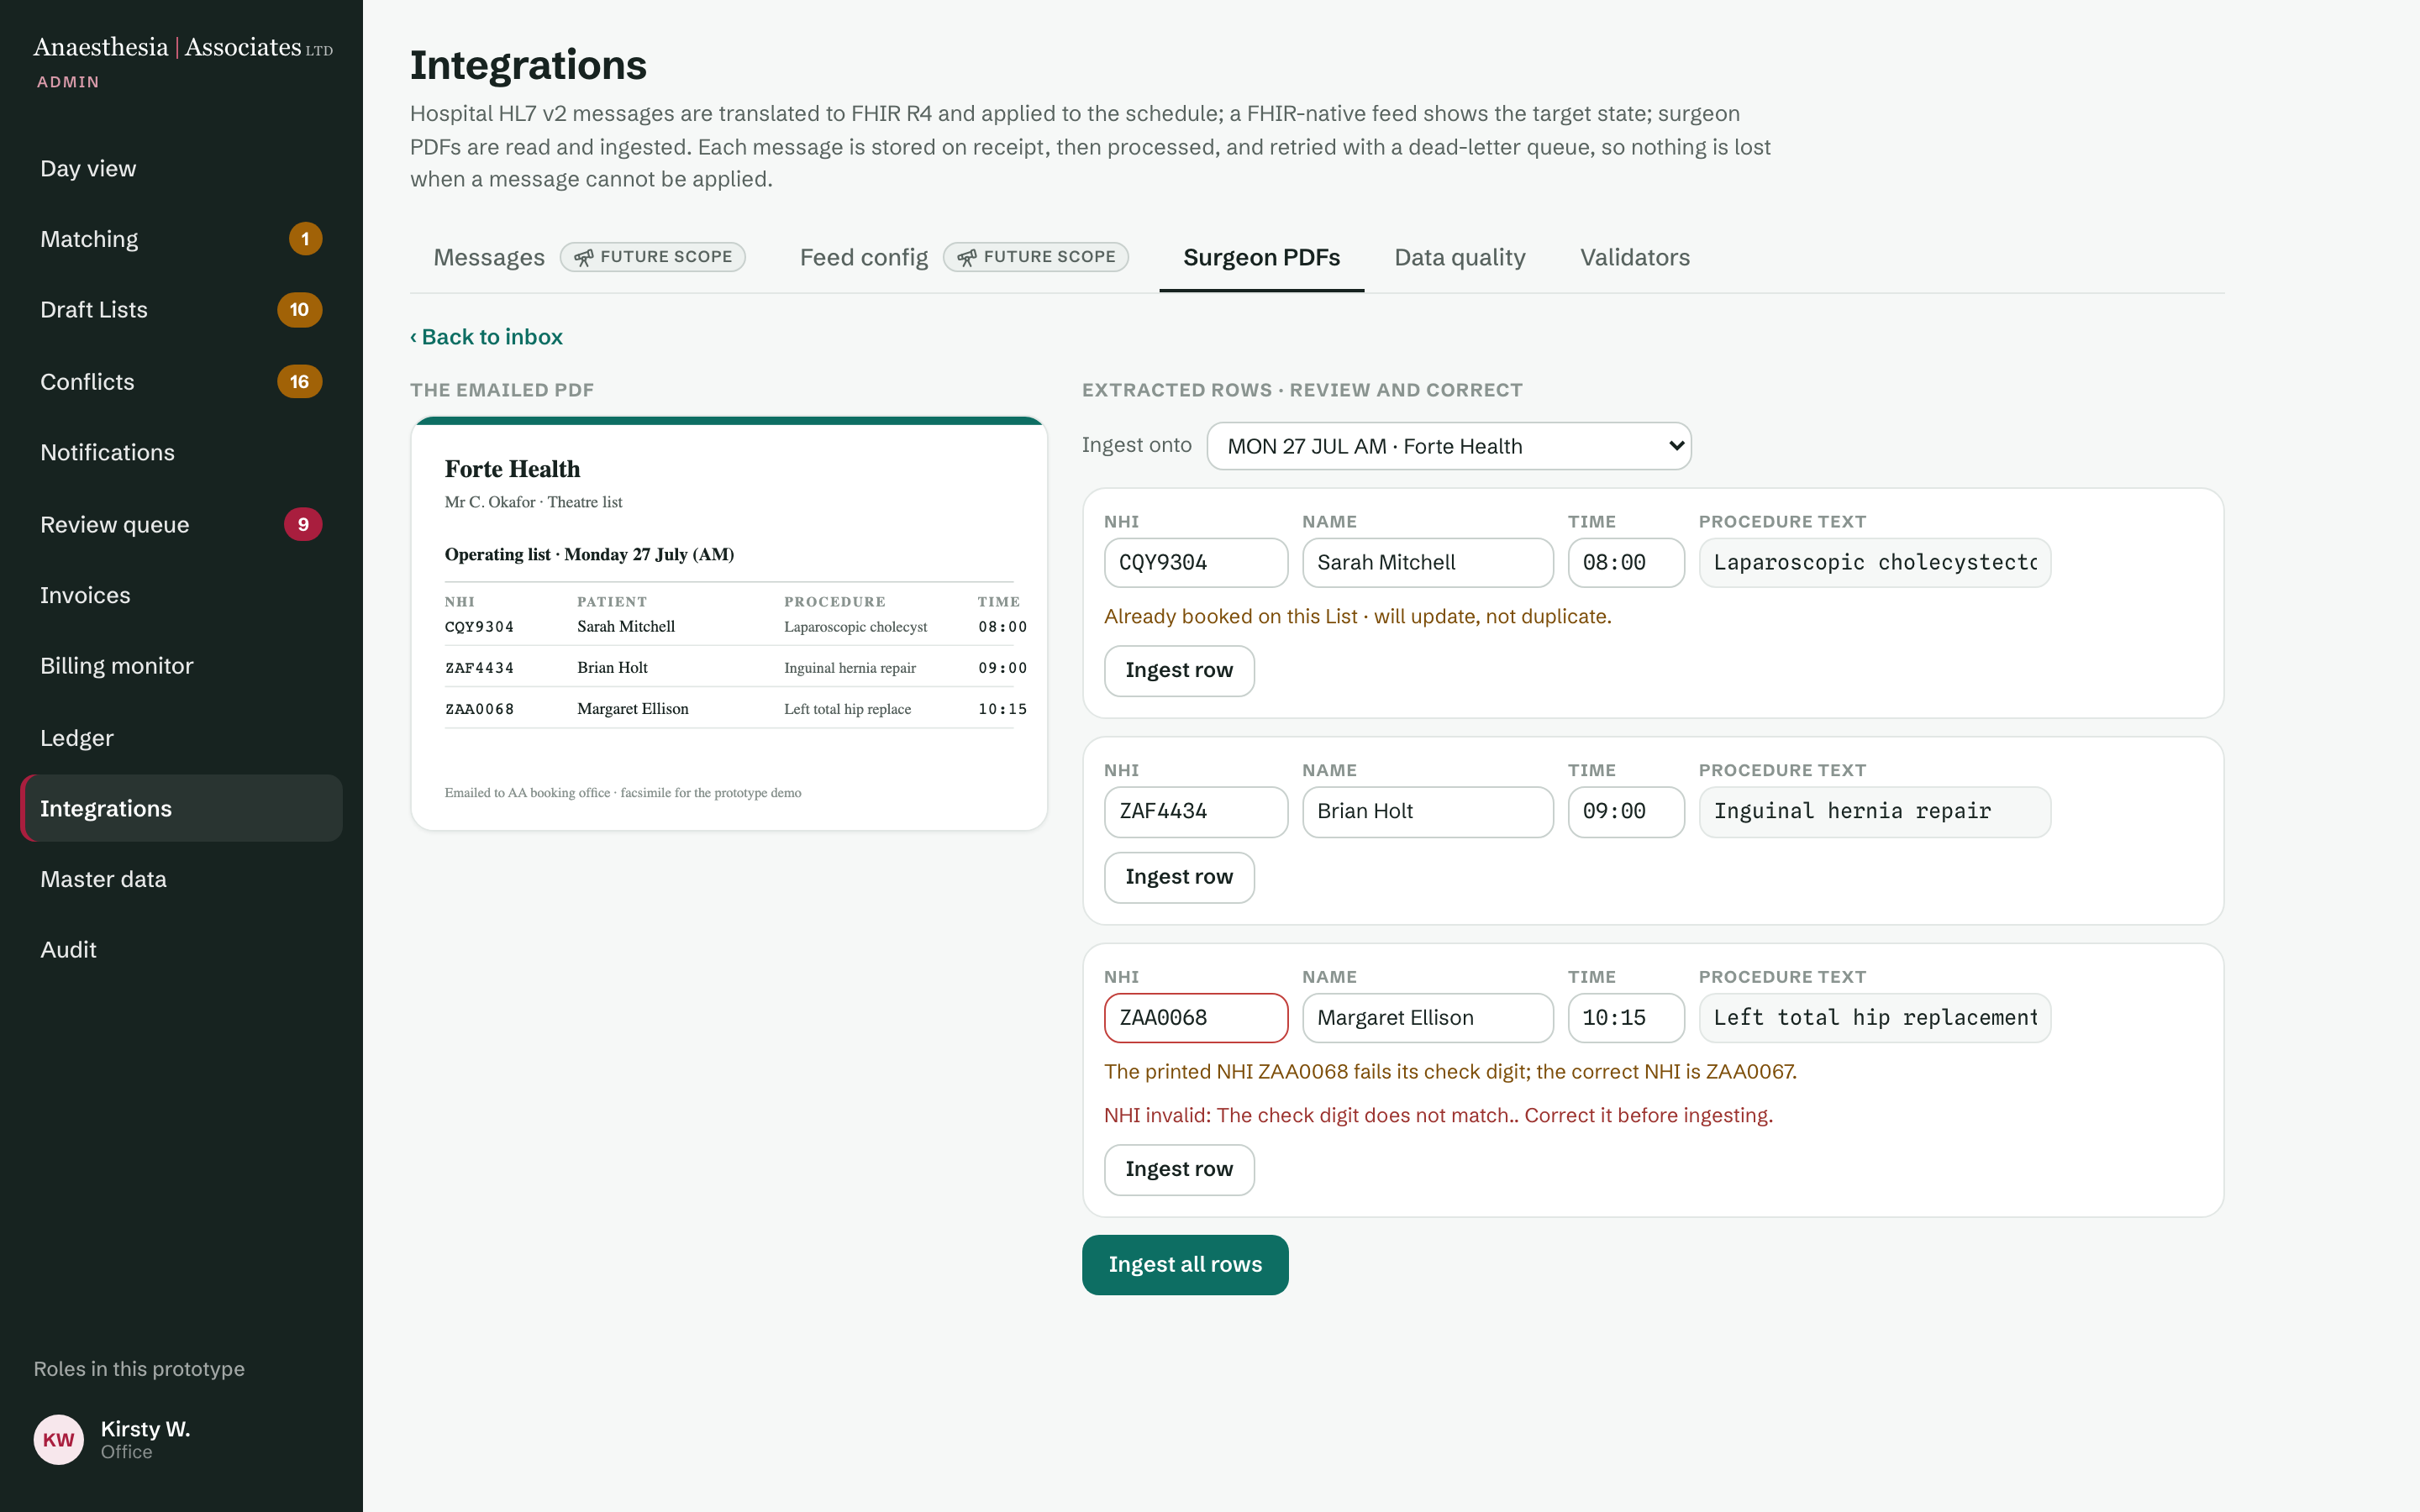 Anaesthesia | Associates LTD
ADMIN
Day view
Matching 1
Draft Lists 10
Conflicts 16
Notifications
Review queue 9
Invoices
Billing monitor
Ledger
Integrations
Master data
Audit
Roles in this prototype
KW
Kirsty W.
Office
Integrations
Hospital HL7 v2 messages are translated to FHIR R4 and applied to the schedule; a FHIR-native feed shows the target state; surgeon
PDFs are read and ingested. Each message is stored on receipt, then processed, and retried with a dead-letter queue, so nothing is lost
when a message cannot be applied.
Messages FUTURE SCOPE Feed config FUTURE SCOPE Surgeon PDFs Data quality Validators
‹ Back to inbox
THE EMAILED PDF
Forte Health
Mr C. Okafor · Theatre list
Operating list · Monday 27 July (AM)
NHI PATIENT PROCEDURE TIME
CQY9304 Sarah Mitchell Laparoscopic cholecyst 08:00
ZAF4434 Brian Holt Inguinal hernia repair 09:00
ZAA0068 Margaret Ellison Left total hip replace 10:15
Emailed to AA booking office · facsimile for the prototype demo
EXTRACTED ROWS · REVIEW AND CORRECT
Ingest onto MON 27 JUL AM · Forte Health
NHI NAME TIME PROCEDURE TEXT
CQY9304 Sarah Mitchell 08:00 Laparoscopic cholecystecto
Already booked on this List · will update, not duplicate.
Ingest row
NHI NAME TIME PROCEDURE TEXT
ZAF4434 Brian Holt 09:00 Inguinal hernia repair
Ingest row
NHI NAME TIME PROCEDURE TEXT
ZAA0068 Margaret Ellison 10:15 Left total hip replacement
The printed NHI ZAA0068 fails its check digit; the correct NHI is ZAA0067.
NHI invalid: The check digit does not match.. Correct it before ingesting.
Ingest row
Ingest all rows